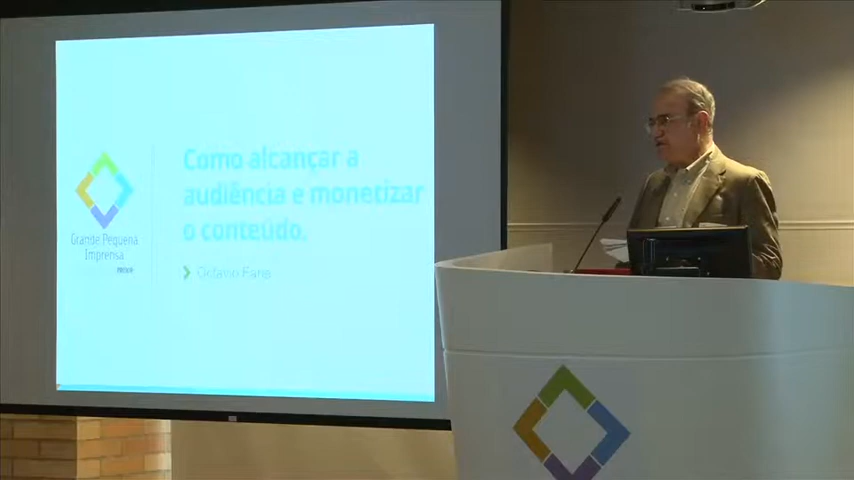 Como alcançar a
audiência e monetizar
o conteúdo.
Grande Pequena
Imprensa